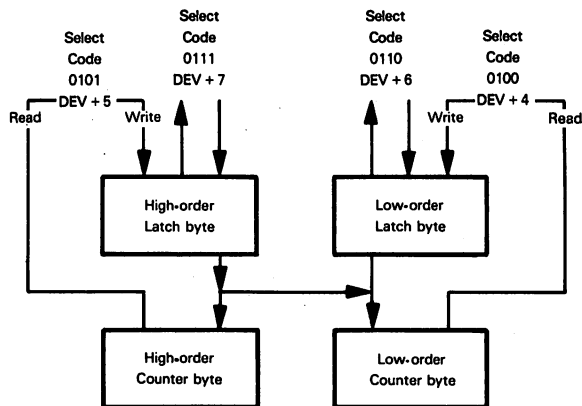 Select
Code
0101
DEV + 5
Select
Code
0111
DEV + 7
Select
Code
0110
DEV + 6
Select
Code
0100
DEV + 4
Read
Write
Write
Read
High-order
Latch byte
Low-order
Latch byte
High-order
Counter byte
Low-order
Counter byte